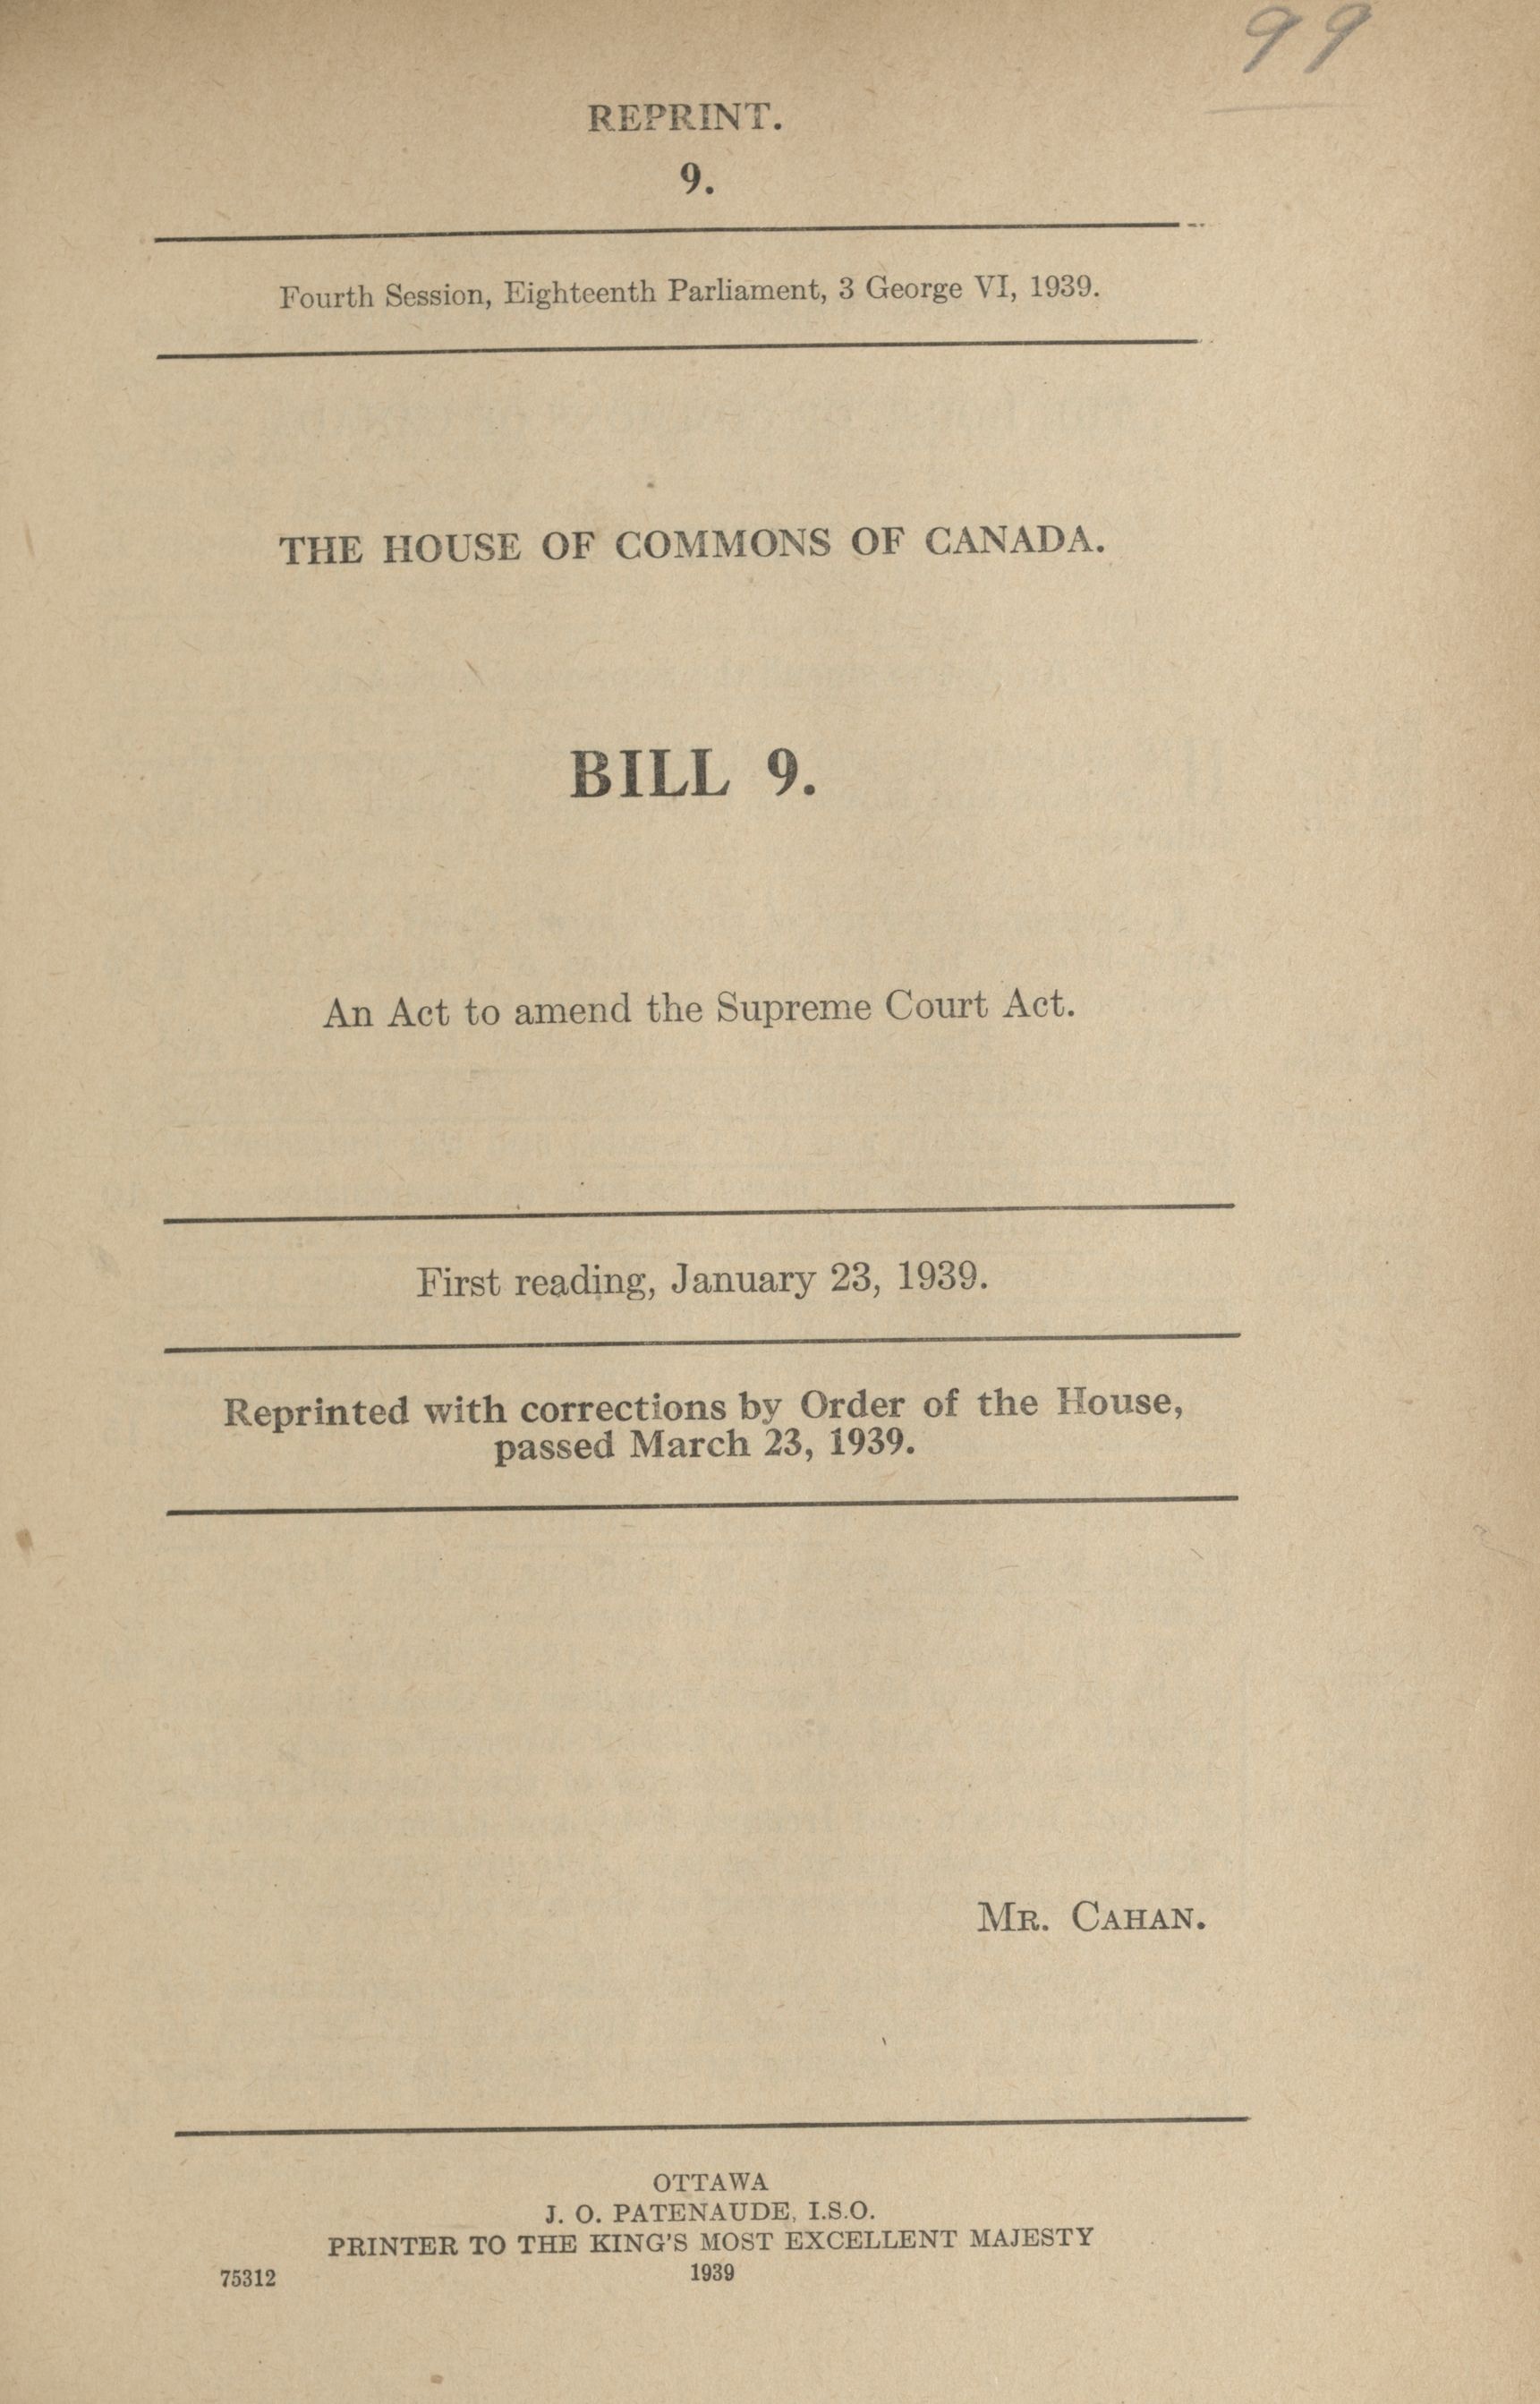 99
REPRINT.
9.
Fourth Session, Eighteenth Parliament, 3 George VI, 1939.
THE HOUSE OF COMMONS OF CANADA.
BILL 9.
An Act to amend the Supreme Court Act.
First reading, January 23, 1939.
Reprinted with corrections by Order of the House,
passed March 23, 1939.
MR. CAHAN.
OTTAWA
J. O. PATENAUDE, I.S.O.
PRINTER TO THE KING'S MOST EXCELLENT MAJESTY
75312 1939